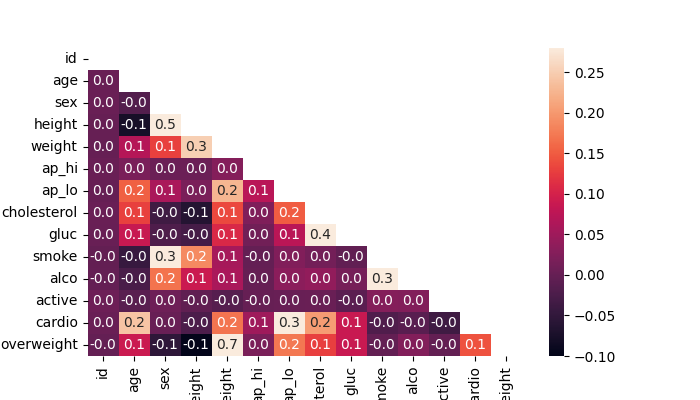 id
age 0.0
sex 0.0 -0.0
height 0.0 -0.1 0.5
weight 0.0 0.1 0.1 0.3
ap_hi 0.0 0.0 0.0 0.0 0.0
ap_lo 0.0 0.2 0.1 0.0 0.2 0.1
cholesterol 0.0 0.1 -0.0 -0.1 0.1 0.0 0.2
gluc 0.0 0.1 -0.0 -0.0 0.1 0.0 0.1 0.4
smoke -0.0 -0.0 0.3 0.2 0.1 -0.0 0.0 0.0 -0.0
alco -0.0 -0.0 0.2 0.1 0.1 0.0 0.0 0.0 0.0 0.3
active 0.0 -0.0 0.0 -0.0 -0.0 -0.0 0.0 0.0 -0.0 0.0 0.0
cardio 0.0 0.2 0.0 -0.0 0.2 0.1 0.3 0.2 0.1 -0.0 -0.0 -0.0
overweight -0.0 0.1 -0.1 -0.1 0.7 0.0 0.2 0.1 0.1 -0.0 0.0 -0.0 0.1
id age sex eight eight ap_hi ap_lo terol gluc moke alco ctive ardio eight
0.25
0.20
0.15
0.10
0.05
0.00
-0.05
-0.10